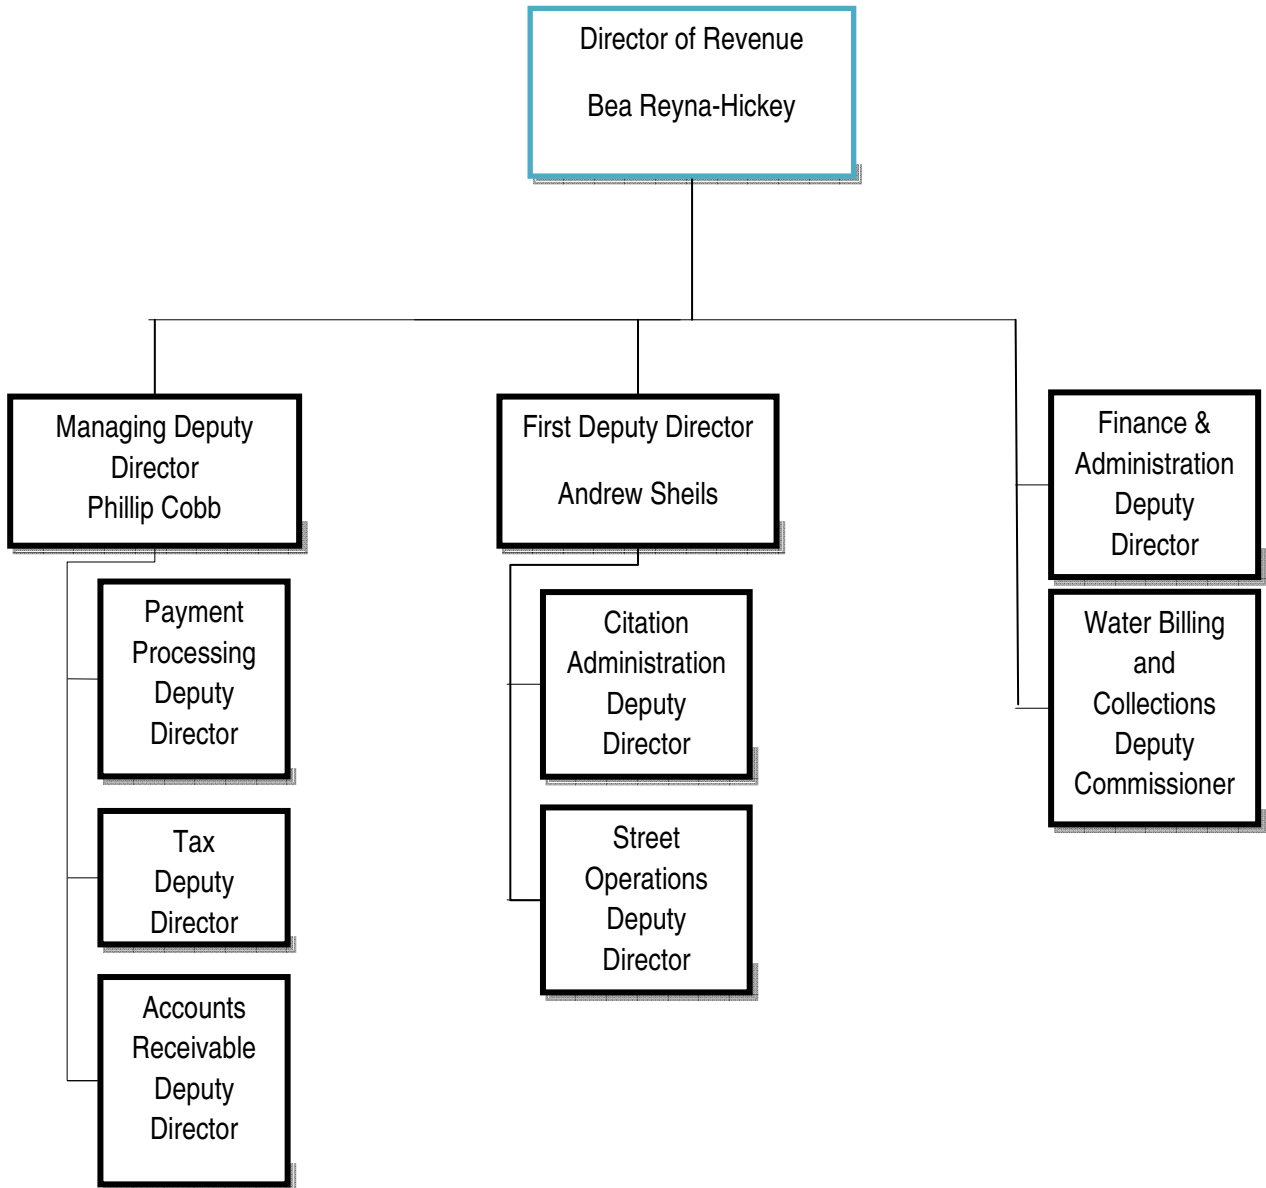 Director of Revenue
Bea Reyna-Hickey
Managing Deputy
Director
Phillip Cobb
Payment
Processing
Deputy
Director
Tax
Deputy
Director
Accounts
Receivable
Deputy
Director
First Deputy Director
Andrew Sheils
Citation
Administration
Deputy
Director
Street
Operations
Deputy
Director
Finance &
Administration
Deputy
Director
Water Billing
and
Collections
Deputy
Commissioner